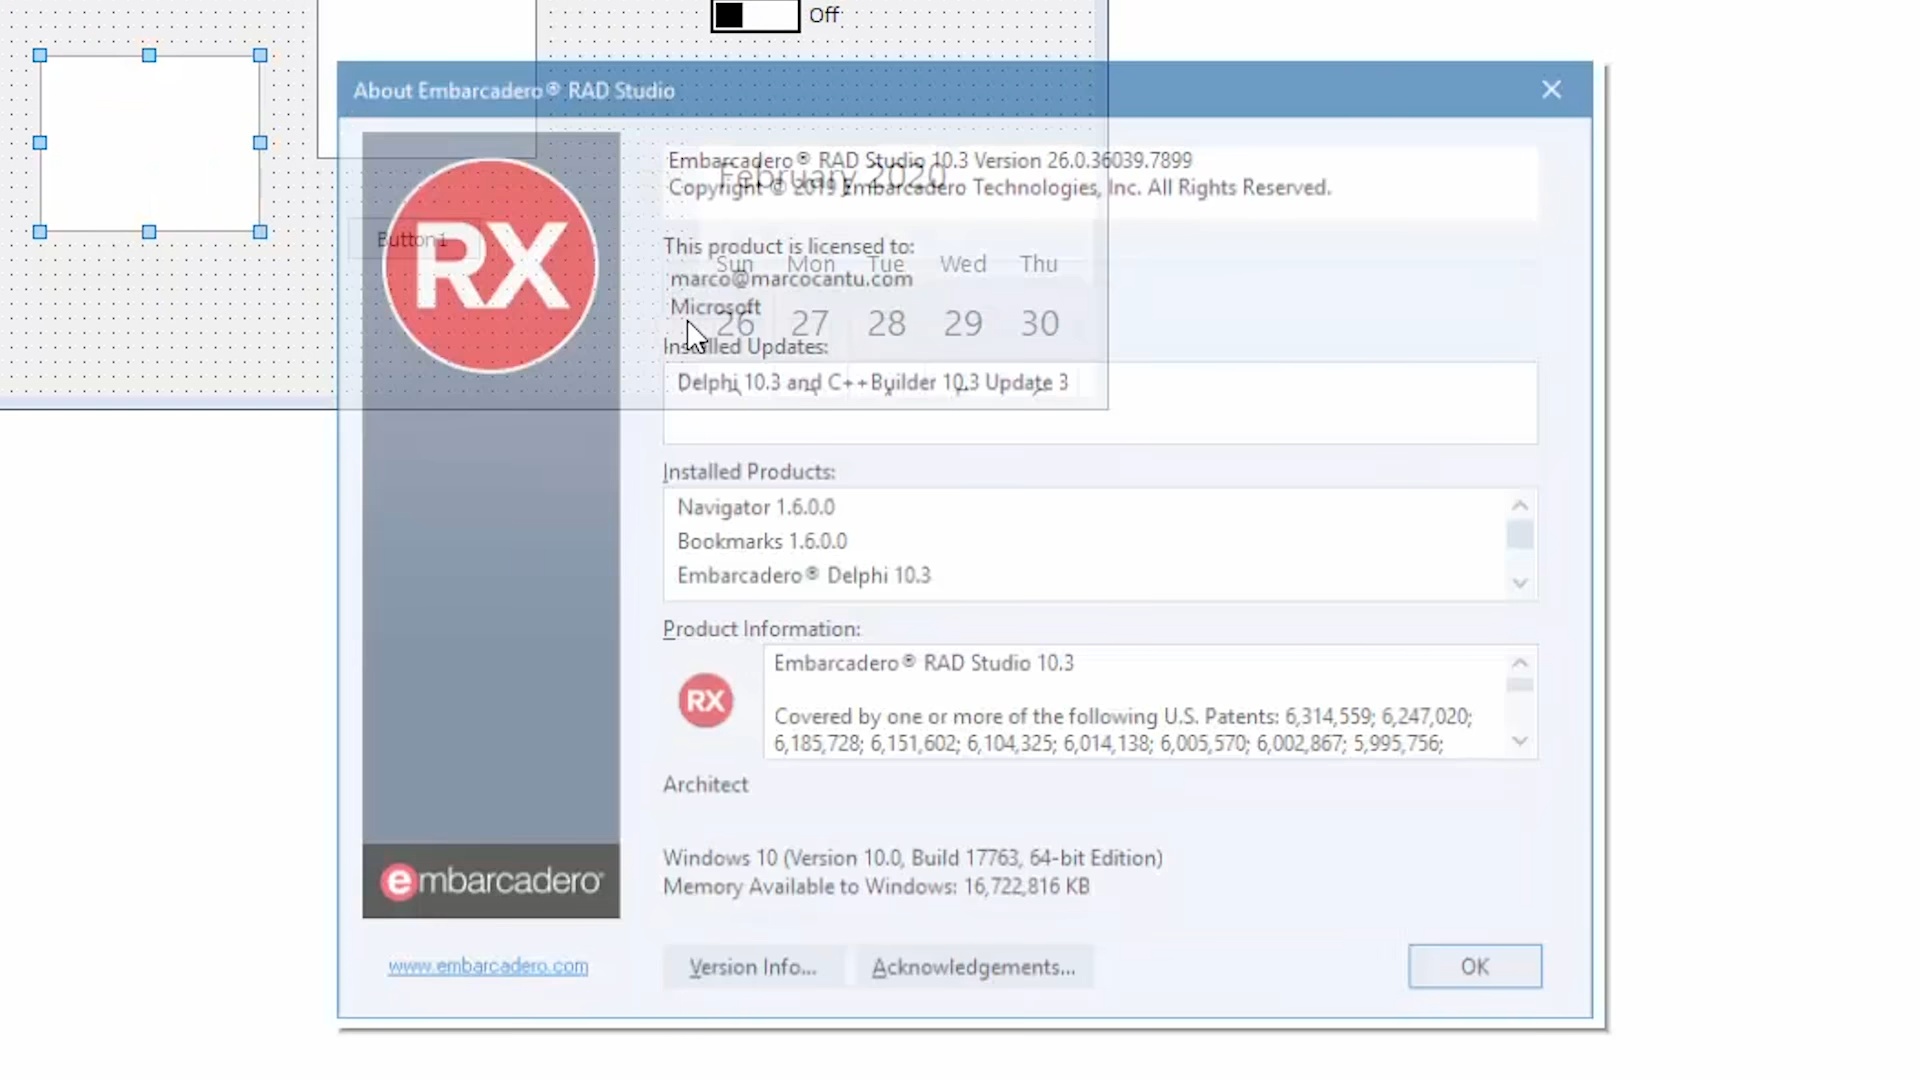 Off
About Embarcadero® RAD Studio
RX
Embarcadero® RAD Studio 10.3 Version 26.0.36039.7899
February 2020
Copyright © 2019 Embarcadero Technologies, Inc. All Rights Reserved.
Button1
This product is licensed to:
Sun Mon Tue Wed Thu
marco@marcocantu.com
Microsoft
26 27 28 29 30
Installed Updates:
Delphi 10.3 and C++Builder 10.3 Update 3
Installed Products:
Navigator 1.6.0.0
Bookmarks 1.6.0.0
Embarcadero® Delphi 10.3
Product Information:
RX
Embarcadero® RAD Studio 10.3
Covered by one or more of the following U.S. Patents: 6,314,559; 6,247,020;
6,185,728; 6,151,602; 6,104,325; 6,014,138; 6,005,570; 6,002,867; 5,995,756;
Architect
Windows 10 (Version 10.0, Build 17763, 64-bit Edition)
Memory Available to Windows: 16,722,816 KB
embarcadero®
www.embarcadero.com
Version Info...
Acknowledgements...
OK